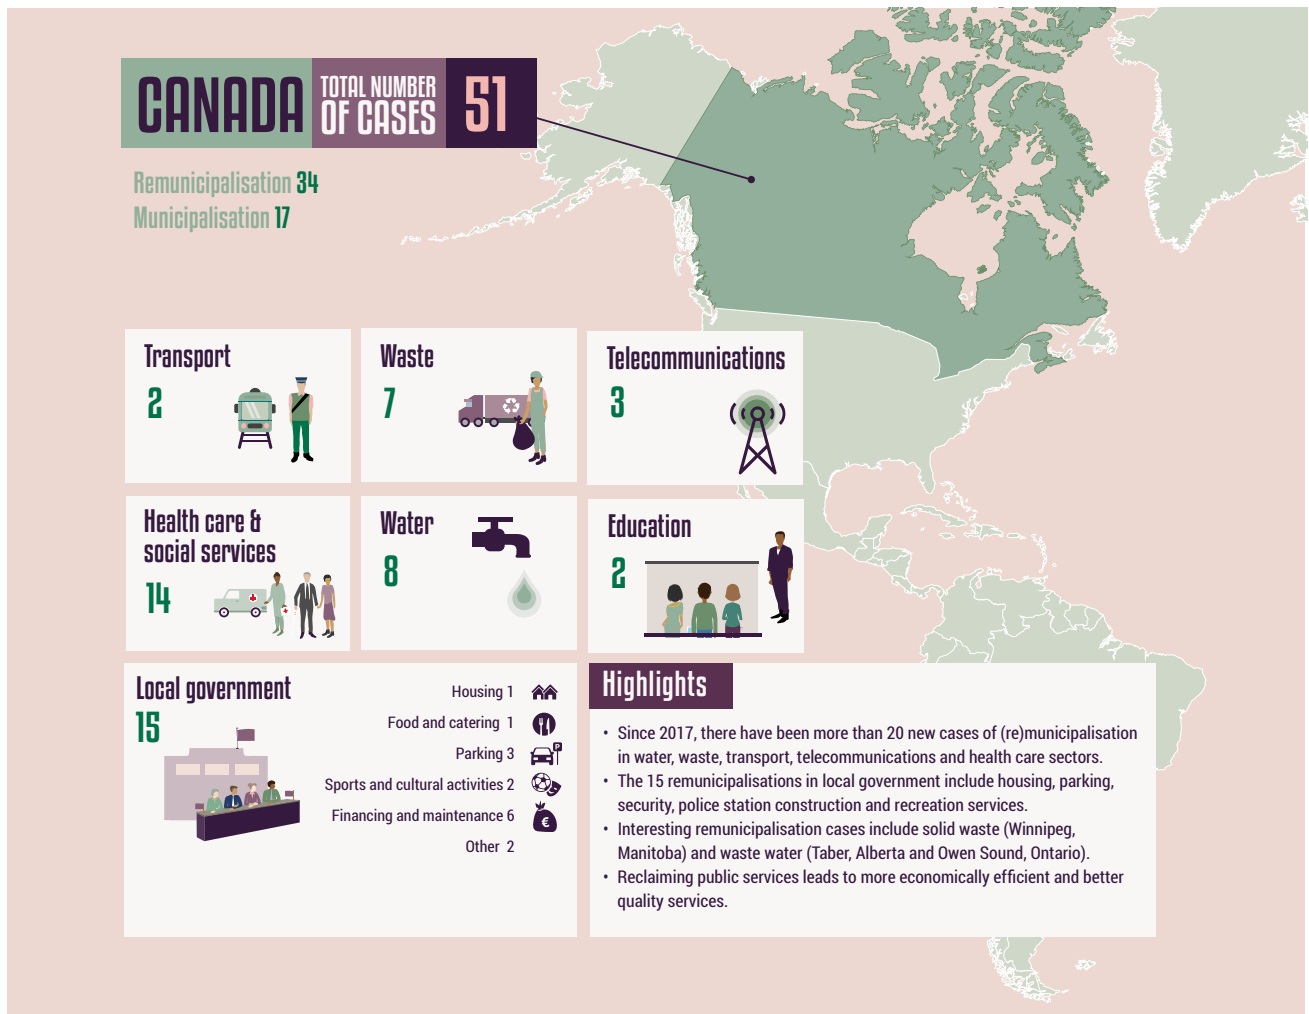 CANADA
TOTAL NUMBER
OF CASES
51
Remunicipalisation 34
Municipalisation 17
Transport
2
Waste
7
Telecommunications
3
Health care &
social services
14
Water
8
Education
2
Local government
15
Housing 1
Food and catering 1
Parking 3
P
Sports and cultural activities 2
Financing and maintenance 6
€
Other 2
Highlights
• Since 2017, there have been more than 20 new cases of (re)municipalisation
in water, waste, transport, telecommunications and health care sectors.
• The 15 remunicipalisations in local government include housing, parking,
security, police station construction and recreation services.
• Interesting remunicipalisation cases include solid waste (Winnipeg,
Manitoba) and waste water (Taber, Alberta and Owen Sound, Ontario).
• Reclaiming public services leads to more economically efficient and better
quality services.